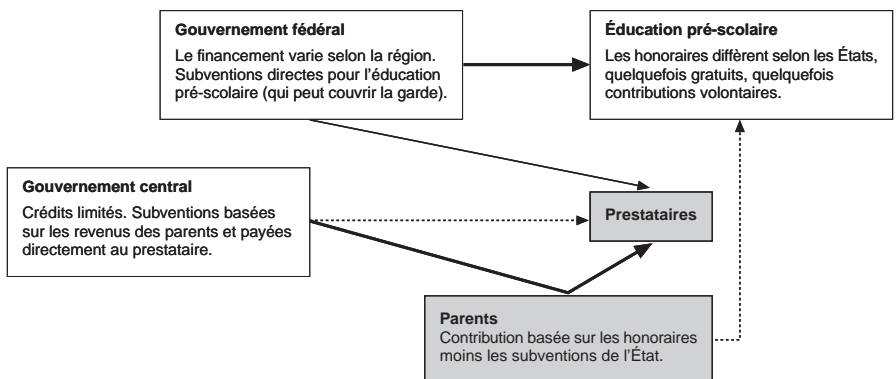 Gouvernement fédéral
Le financement varie selon la région.
Subventions directes pour l'éducation
pré-scolaire (qui peut couvrir la garde).
Éducation pré-scolaire
Les honoraires diffèrent selon les États,
quelquefois gratuits, quelquefois
contributions volontaires.
Gouvernement central
Crédits limités. Subventions basées
sur les revenus des parents et payées
directement au prestataire.
Prestataires
Parents
Contribution basée sur les honoraires
moins les subventions de l'État.